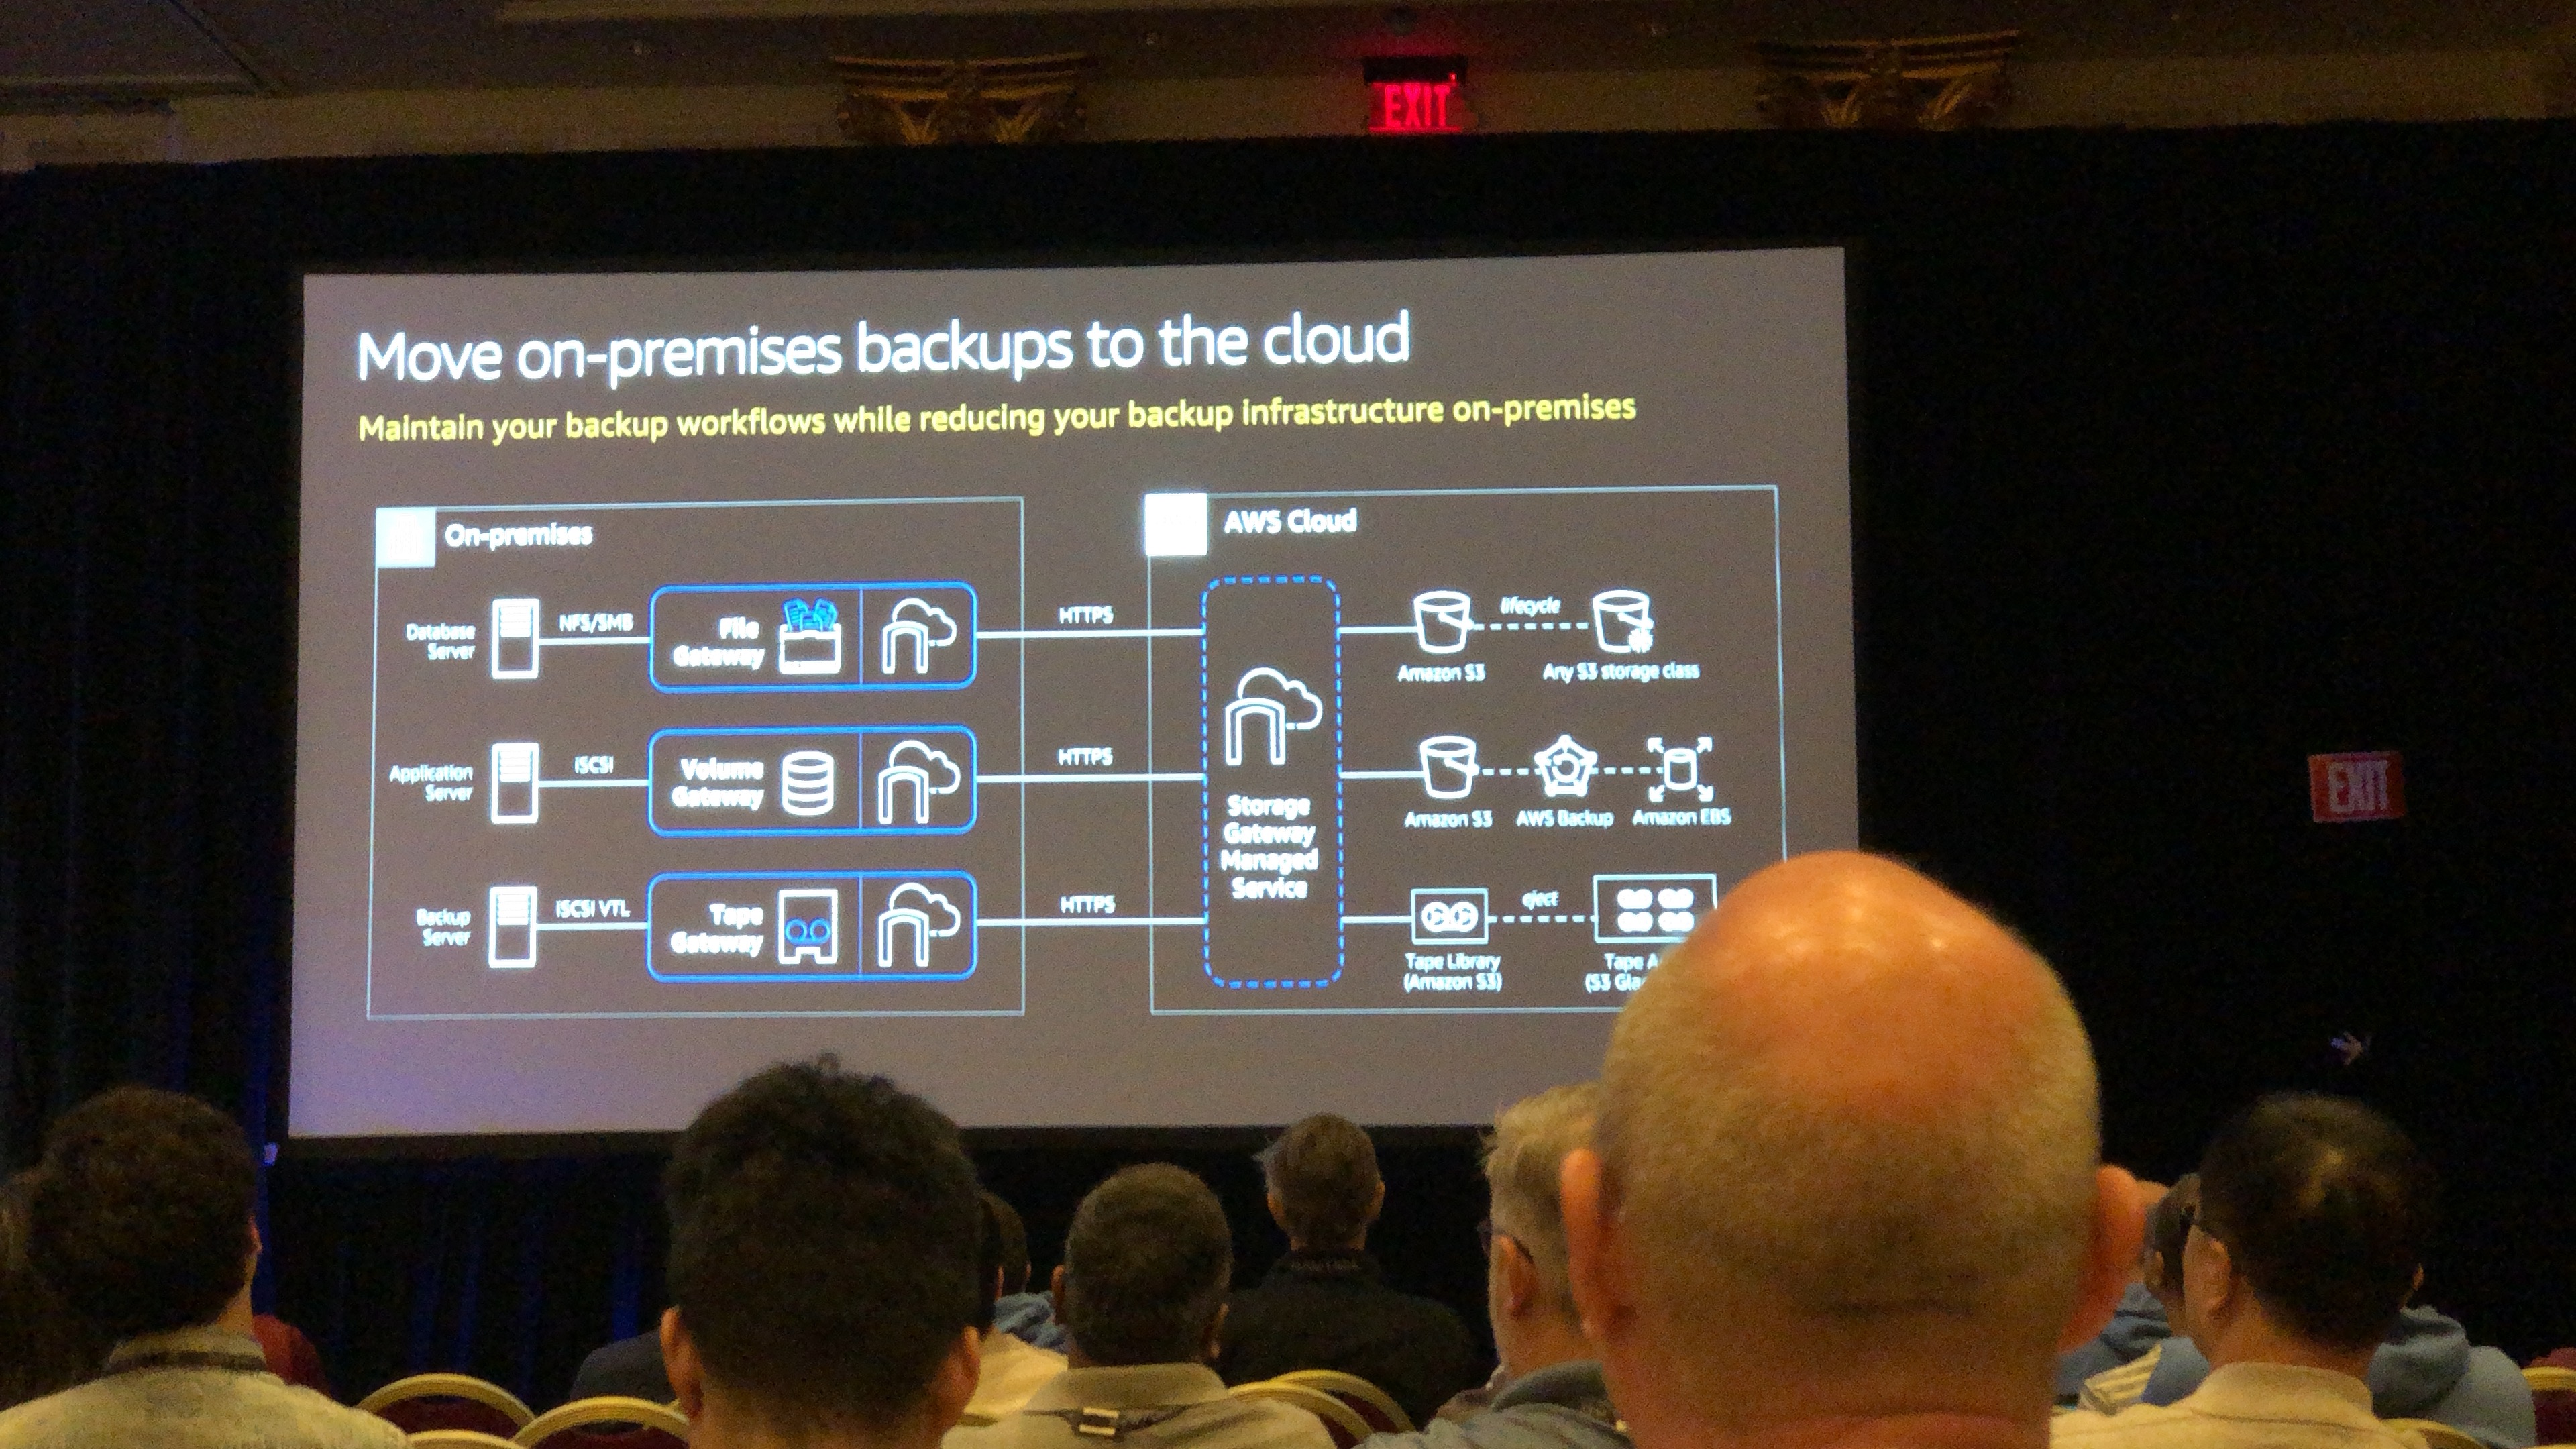 EXIT
Move on-premises backups to the cloud
Maintain your backup workflows while reducing your backup infrastructure on-premises
On-premises
AWS Cloud
Database
Server
NFS/SMB
File
Gateway
HTTPS
Amazon S3
lifecycle
Any S3 storage class
Application
Server
iSCSI
Volume
Gateway
HTTPS
Storage
Gateway
Managed
Service
Amazon S3
AWS Backup
Amazon EBS
EXIT
Backup
Server
iSCSI VTL
Tape
Gateway
HTTPS
Tape Library
(Amazon S3)
eject
Tape
(S3